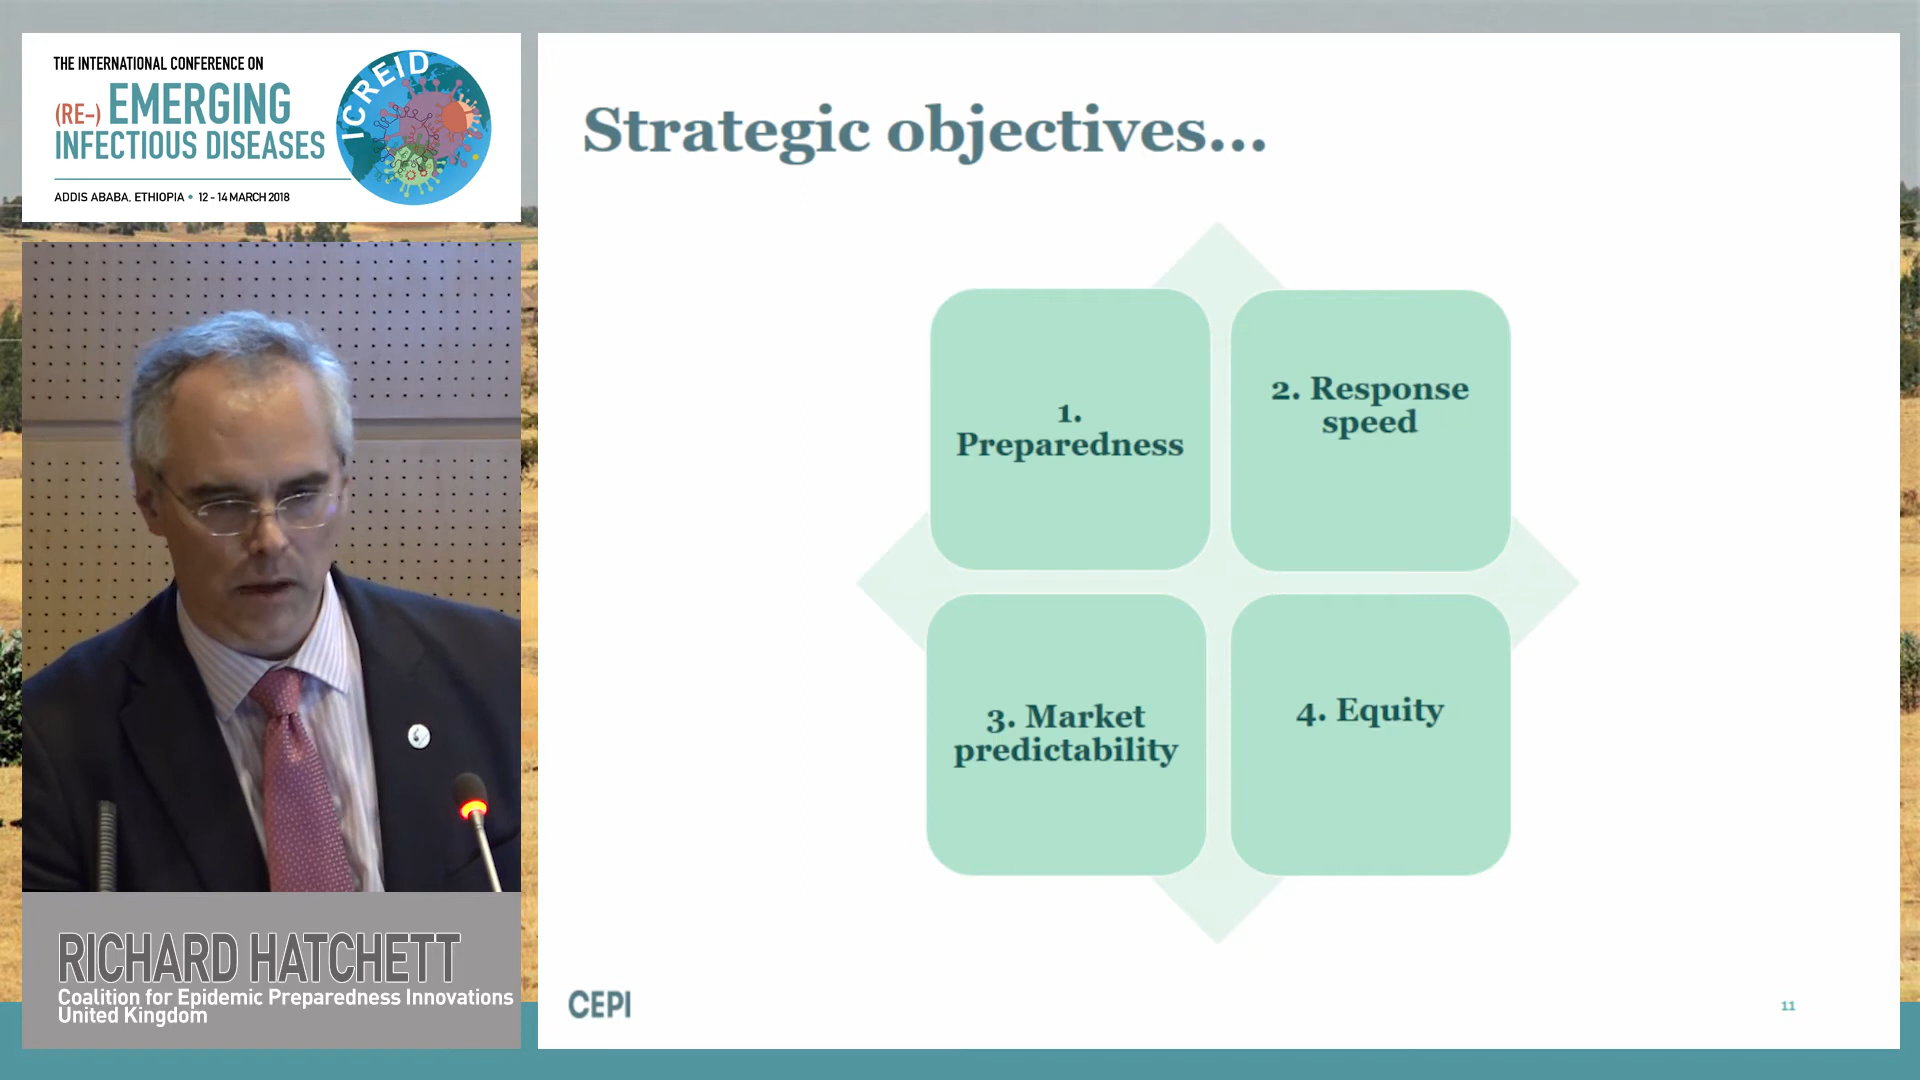 THE INTERNATIONAL CONFERENCE ON
(RE-) EMERGING
INFECTIOUS DISEASES
ICREID
ADDIS ABABA, ETHIOPIA • 12 - 14 MARCH 2018
RICHARD HATCHETT
Coalition for Epidemic Preparedness Innovations
United Kingdom
Strategic objectives...
1.
Preparedness
2. Response
speed
3. Market
predictability
4. Equity
CEPI
11